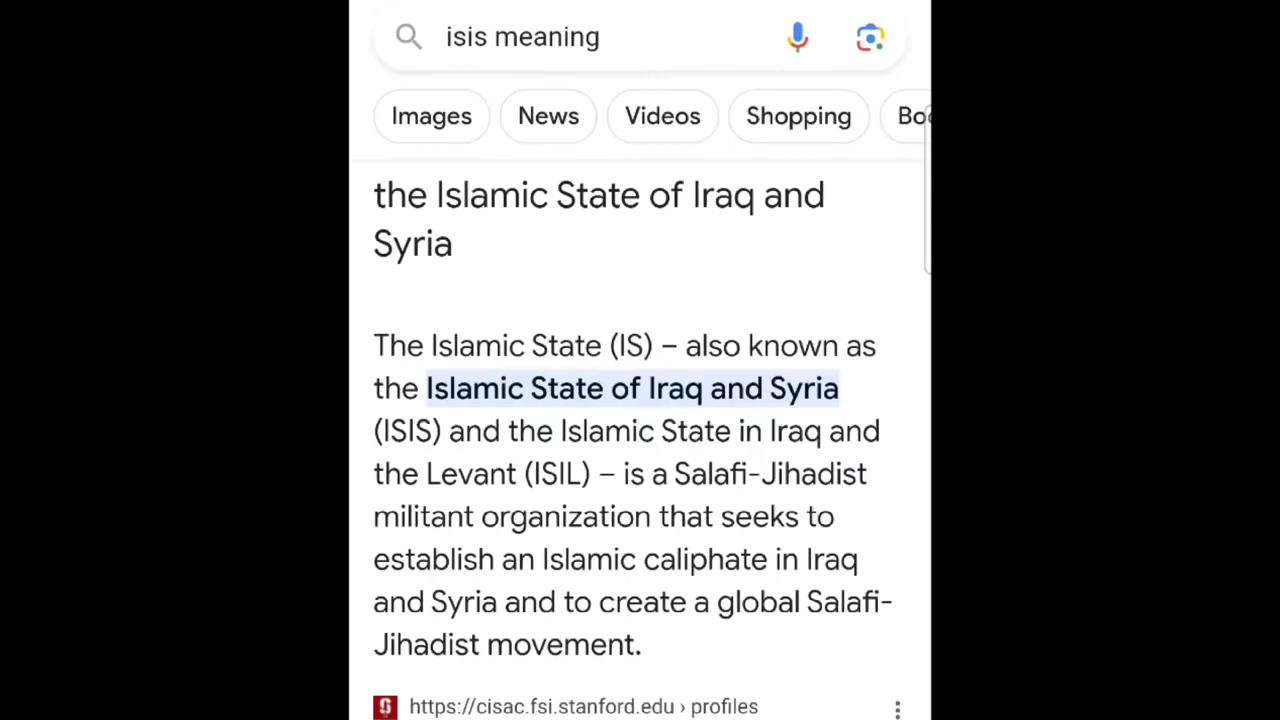 isis meaning
Images News Videos Shopping
the Islamic State of Iraq and
Syria
The Islamic State (IS) – also known as
the Islamic State of Iraq and Syria
(ISIS) and the Islamic State in Iraq and
the Levant (ISIL) – is a Salafi-Jihadist
militant organization that seeks to
establish an Islamic caliphate in Iraq
and Syria and to create a global Salafi-
Jihadist movement.
https://cisac.fsi.stanford.edu › profiles